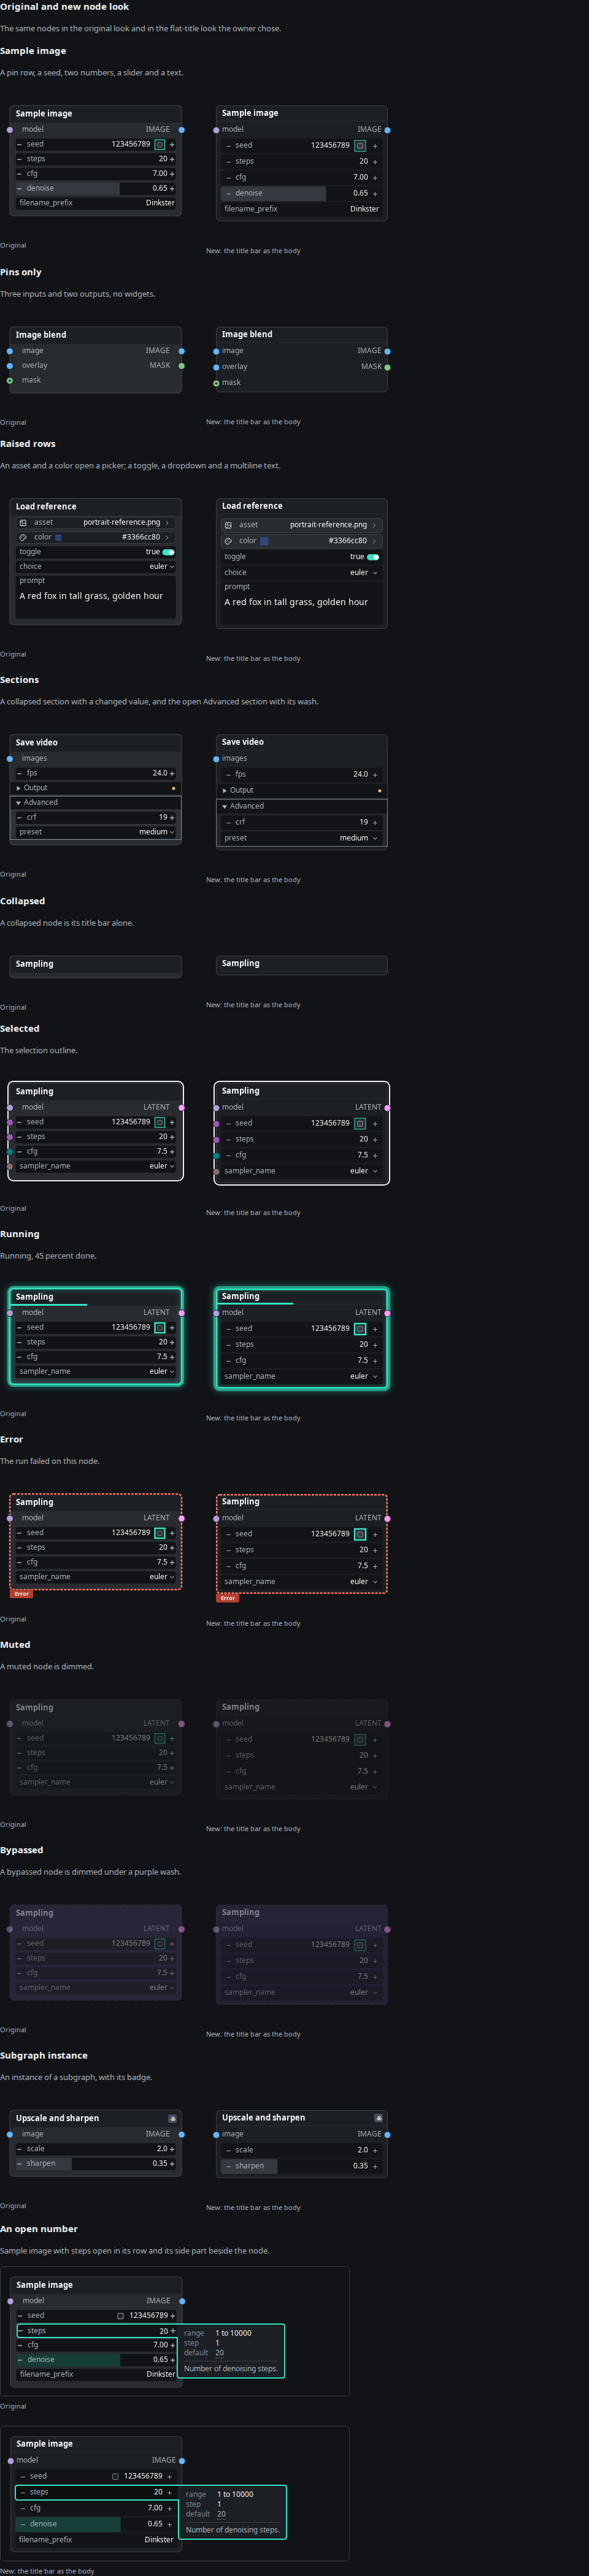 Original and new node look
The same nodes in the original look and in the flat-title look the owner chose.
Sample image
A pin row, a seed, two numbers, a slider and a text.
Sample image
model IMAGE
– seed 123456789 +
– steps 20 +
– cfg 7.00 +
– denoise 0.65 +
filename_prefix Dinkster
Original
Sample image
model IMAGE
– seed 123456789 +
– steps 20 +
– cfg 7.00 +
– denoise 0.65 +
filename_prefix Dinkster
New: the title bar as the body
Pins only
Three inputs and two outputs, no widgets.
Image blend
image IMAGE
overlay MASK
mask
Original
Image blend
image IMAGE
overlay MASK
mask
New: the title bar as the body
Raised rows
An asset and a color open a picker; a toggle, a dropdown and a multiline text.
Load reference
asset portrait-reference.png
color #3366cc80
toggle true
choice euler
prompt
A red fox in tall grass, golden hour
Original
Load reference
asset portrait-reference.png
color #3366cc80
toggle true
choice euler
prompt
A red fox in tall grass, golden hour
New: the title bar as the body
Sections
A collapsed section with a changed value, and the open Advanced section with its wash.
Save video
images
– fps 24.0 +
Output
Advanced
– crf 19 +
preset medium
Original
Save video
images
– fps 24.0 +
Output
Advanced
– crf 19 +
preset medium
New: the title bar as the body
Collapsed
A collapsed node is its title bar alone.
Sampling
Original
Sampling
New: the title bar as the body
Selected
The selection outline.
Sampling
model LATENT
– seed 123456789 +
– steps 20 +
– cfg 7.5 +
sampler_name euler
Original
Sampling
model LATENT
– seed 123456789 +
– steps 20 +
– cfg 7.5 +
sampler_name euler
New: the title bar as the body
Running
Running, 45 percent done.
Sampling
model LATENT
– seed 123456789 +
– steps 20 +
– cfg 7.5 +
sampler_name euler
Original
Sampling
model LATENT
– seed 123456789 +
– steps 20 +
– cfg 7.5 +
sampler_name euler
New: the title bar as the body
Error
The run failed on this node.
Sampling
model LATENT
– seed 123456789 +
– steps 20 +
– cfg 7.5 +
sampler_name euler
Error
Original
Sampling
model LATENT
– seed 123456789 +
– steps 20 +
– cfg 7.5 +
sampler_name euler
Error
New: the title bar as the body
Muted
A muted node is dimmed.
Sampling
model LATENT
– seed 123456789 +
– steps 20 +
– cfg 7.5 +
sampler_name euler
Original
Sampling
model LATENT
– seed 123456789 +
– steps 20 +
– cfg 7.5 +
sampler_name euler
New: the title bar as the body
Bypassed
A bypassed node is dimmed under a purple wash.
Sampling
model LATENT
– seed 123456789 +
– steps 20 +
– cfg 7.5 +
sampler_name euler
Original
Sampling
model LATENT
– seed 123456789 +
– steps 20 +
– cfg 7.5 +
sampler_name euler
New: the title bar as the body
Subgraph instance
An instance of a subgraph, with its badge.
Upscale and sharpen
image IMAGE
– scale 2.0 +
– sharpen 0.35 +
Original
Upscale and sharpen
image IMAGE
– scale 2.0 +
– sharpen 0.35 +
New: the title bar as the body
An open number
Sample image with steps open in its row and its side part beside the node.
Sample image
model IMAGE
– seed 123456789 +
– steps 20 +
– cfg 7.00 +
– denoise 0.65 +
filename_prefix Dinkster
range 1 to 10000
step 1
default 20
Number of denoising steps.
Original
Sample image
model IMAGE
– seed 123456789 +
– steps 20 +
– cfg 7.00 +
– denoise 0.65 +
filename_prefix Dinkster
range 1 to 10000
step 1
default 20
Number of denoising steps.
New: the title bar as the body